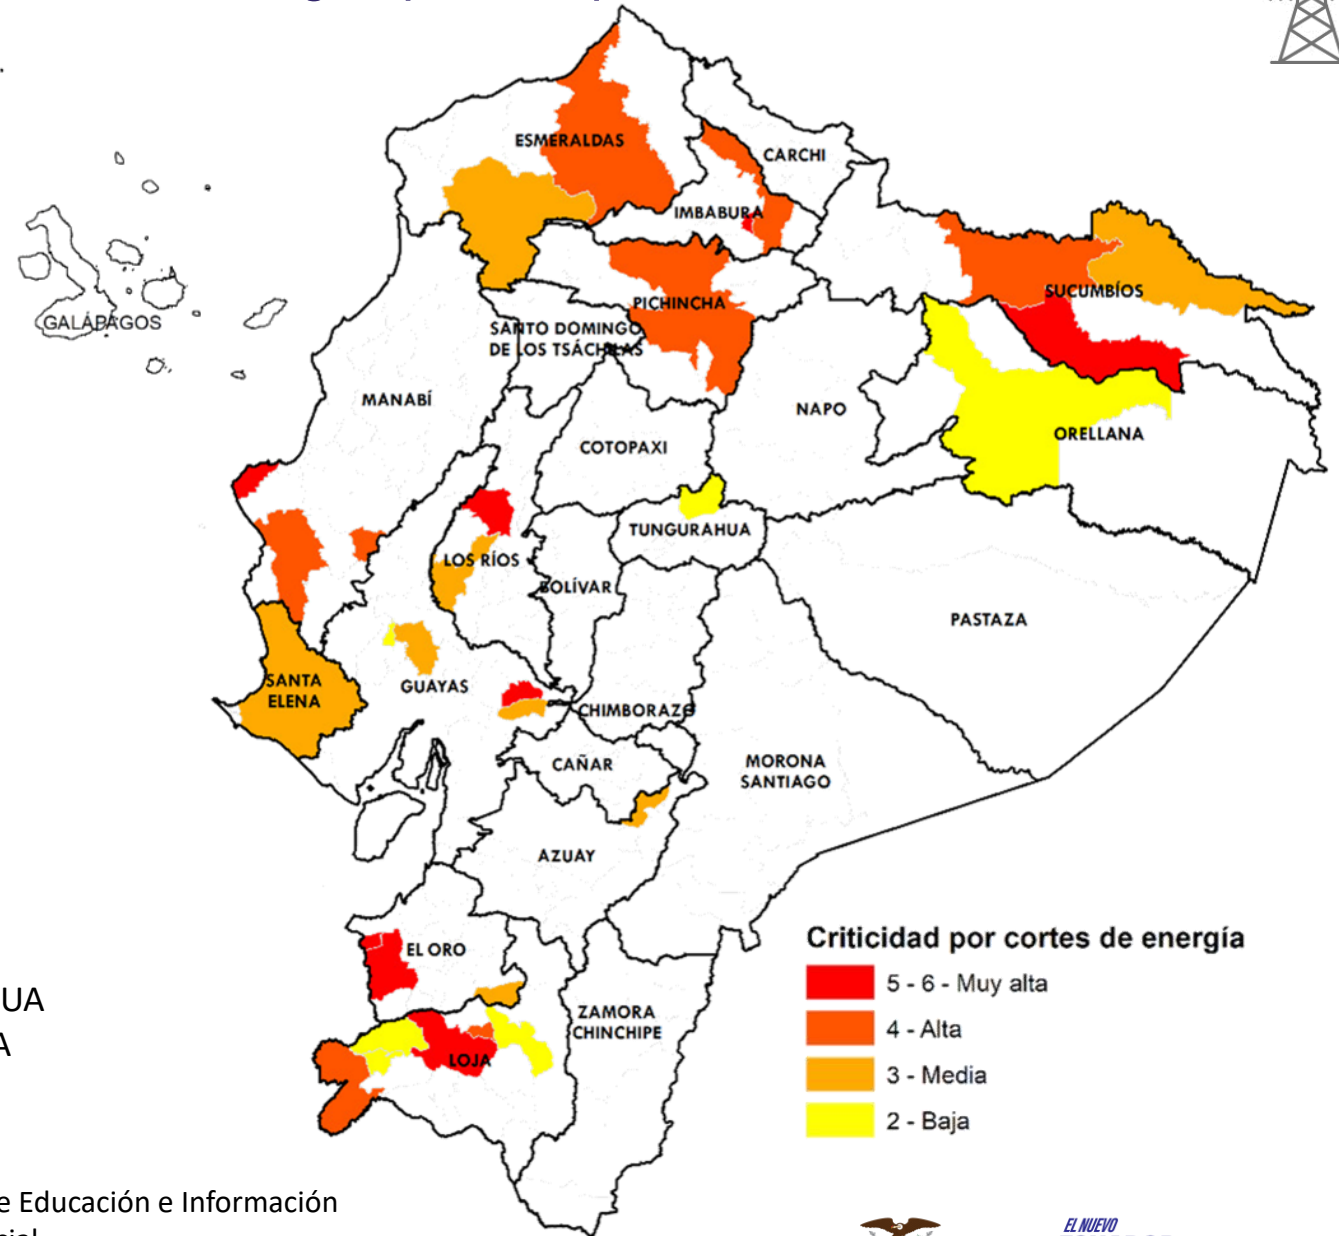 ESMERALDAS
CARCHI
IMBABURA
SUCUMBÍOS
PICHINCHA
GALÁPAGOS
SANTO DOMINGO
DE LOS TSÁCHILAS
MANABÍ
NAPO
ORELLANA
COTOPAXI
TUNGURAHUA
LOS RÍOS
BOLÍVAR
PASTAZA
SANTA
ELENA
GUAYAS
CHIMBORAZO
CAÑAR
MORONA
SANTIAGO
AZUAY
EL ORO
ZAMORA
CHINCHIPE
LOJA
Criticidad por cortes de energía
5 - 6 - Muy alta
4 - Alta
3 - Media
2 - Baja
UA
A
e Educación e Información
EL NUEVO